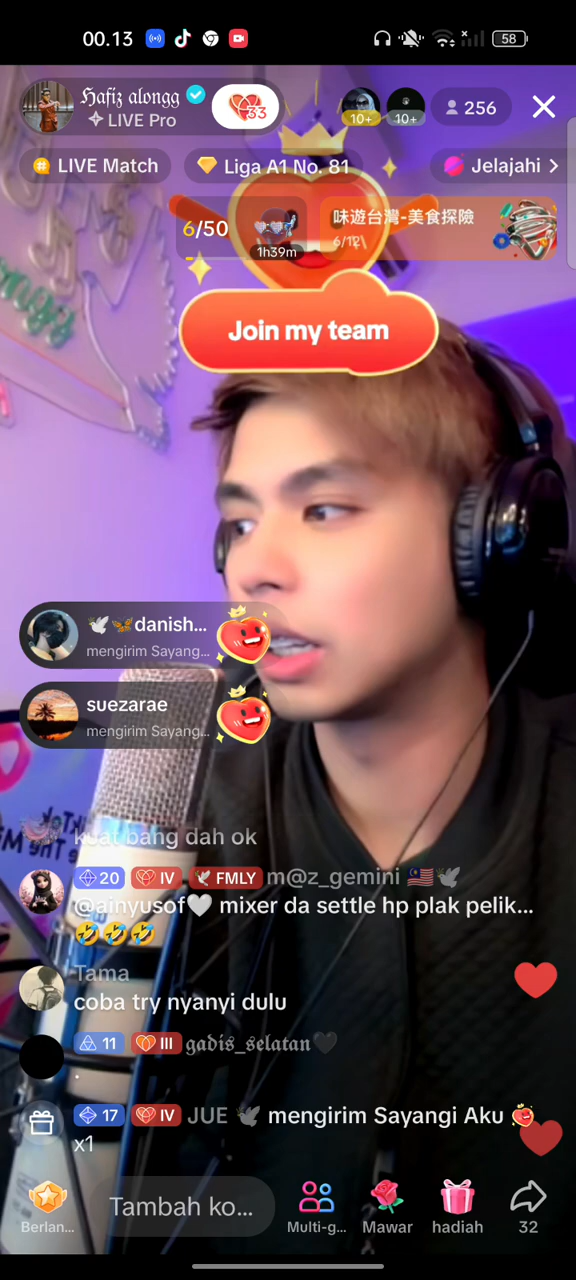 00.13
58
Hafiz alongg
LIVE Pro
33
10+
10+
256
LIVE Match
Liga A1 No. 81
Jelajahi >
6/50
1h39m
味遊台灣-美食探險
6/12
Join my team
🕊️🦋danish...
mengirim Sayang...
suezarae
mengirim Sayang...
kuat bang dah ok
20 IV FMLY m@z_gemini 🇲🇾🕊️
@ainyusof🤍 mixer da settle hp plak pelik...
🤣🤣🤣
Tama
coba try nyanyi dulu
11 III gadis_selatan🖤
.
17 IV JUE 🕊️ mengirim Sayangi Aku
x1
Berlan...
Tambah ko...
Multi-g...
Mawar
hadiah
32